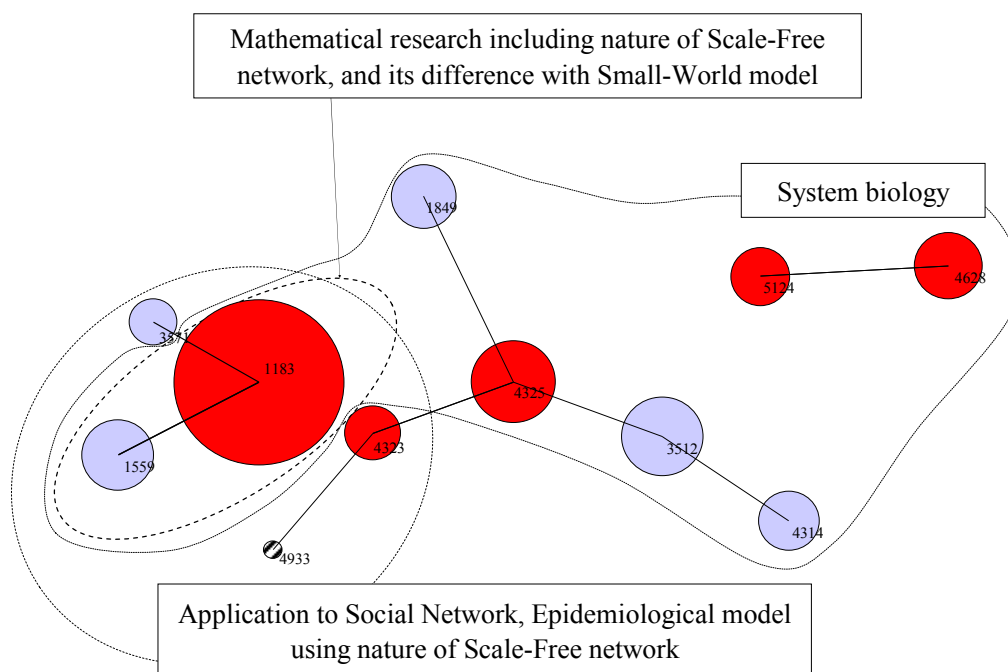 Mathematical research including nature of Scale-Free
network, and its difference with Small-World model
System biology
1849
5124
4628
3571
1183
4325
4323
3512
1559
4314
4933
Application to Social Network, Epidemiological model
using nature of Scale-Free network